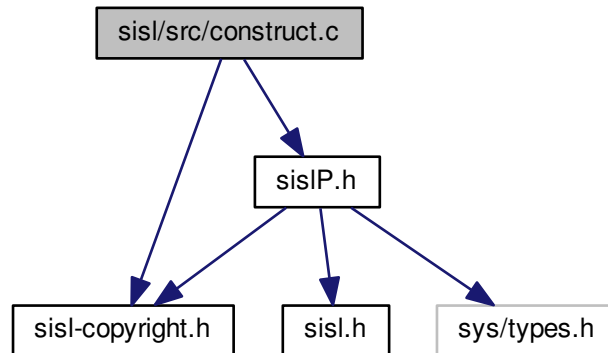 sisl/src/construct.c
sislP.h
sisl-copyright.h
sisl.h
sys/types.h